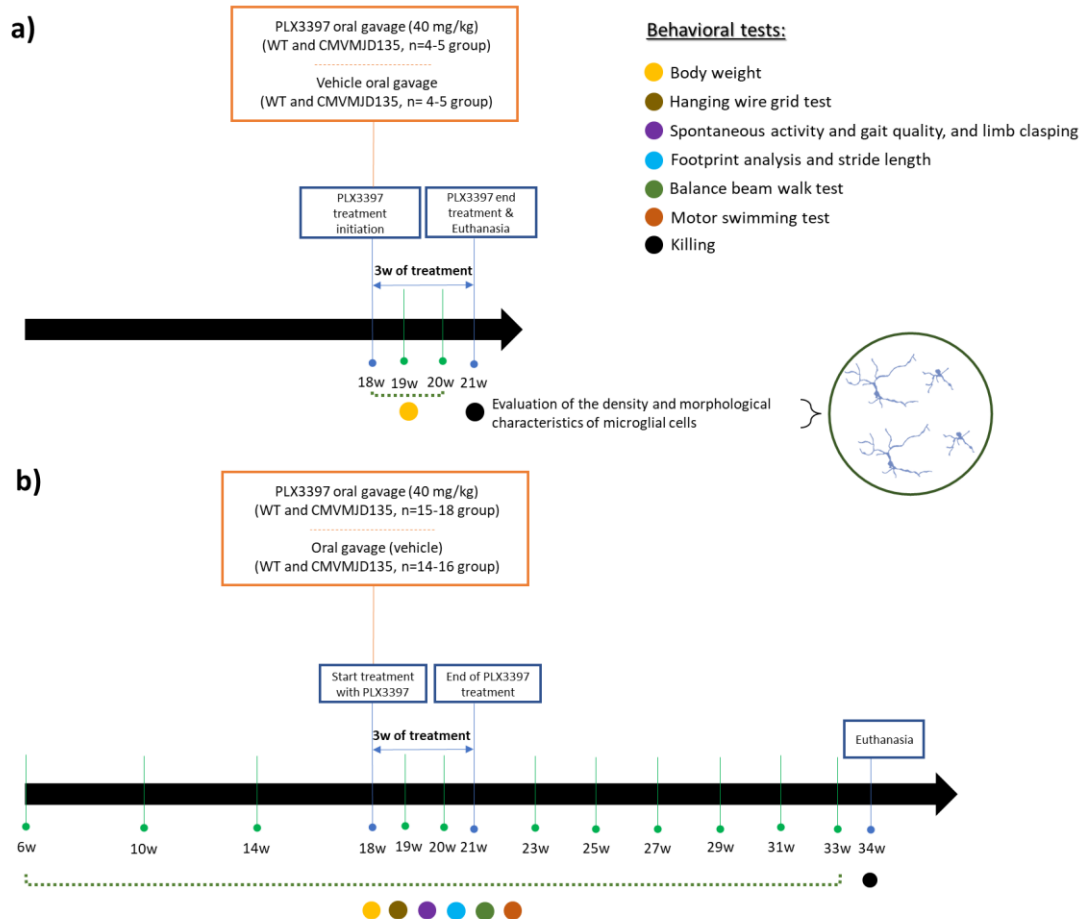 a)
PLX3397 oral gavage (40 mg/kg)
(WT and CMVMJD135, n=4-5 group)
Vehicle oral gavage
(WT and CMVMJD135, n= 4-5 group)
Behavioral tests:
Body weight
Hanging wire grid test
Spontaneous activity and gait quality, and limb clasping
Footprint analysis and stride length
Balance beam walk test
Motor swimming test
Killing
PLX3397
treatment
initiation
PLX3397 end
treatment &
Euthanasia
3w of treatment
18w 19w 20w 21w
Evaluation of the density and morphological
characteristics of microglial cells
b)
PLX3397 oral gavage (40 mg/kg)
(WT and CMVMJD135, n=15-18 group)
Oral gavage (vehicle)
(WT and CMVMJD135, n=14-16 group)
Start treatment
with PLX3397
End of PLX3397
treatment
3w of treatment
Euthanasia
6w 10w 14w 18w 19w 20w 21w 23w 25w 27w 29w 31w 33w 34w